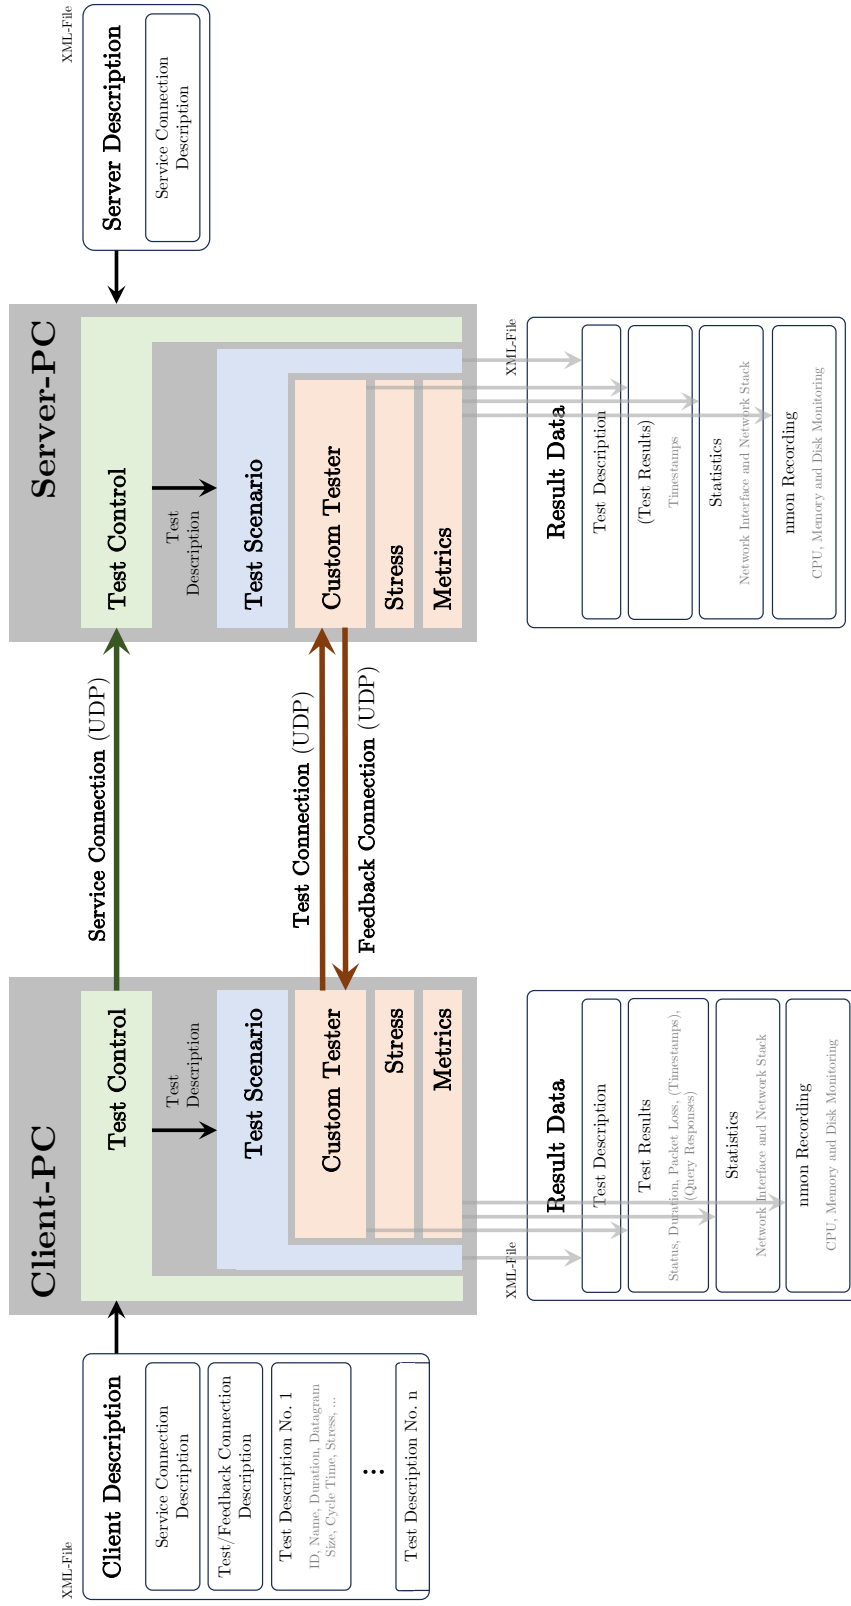 XML-File
Client Description
Service Connection
Description
Test/Feedback Connection
Description
Test Description No. 1
ID, Name, Duration, Datagram
Size, Cycle Time, Stress, ...
⋮
Test Description No. n
Client-PC
Test Control
Test
Description
Test Scenario
Custom Tester
Stress
Metrics
XML-File
Result Data
Test Description
Test Results
Status, Duration, Packet Loss, (Timestamps),
(Query Responses)
Statistics
Network Interface and Network Stack
nmon Recording
CPU, Memory and Disk Monitoring
Service Connection (UDP)
Test Connection (UDP)
Feedback Connection (UDP)
Server-PC
Test Control
Test
Description
Test Scenario
Custom Tester
Stress
Metrics
XML-File
Result Data
Test Description
(Test Results)
Timestamps
Statistics
Network Interface and Network Stack
nmon Recording
CPU, Memory and Disk Monitoring
XML-File
Server Description
Service Connection
Description